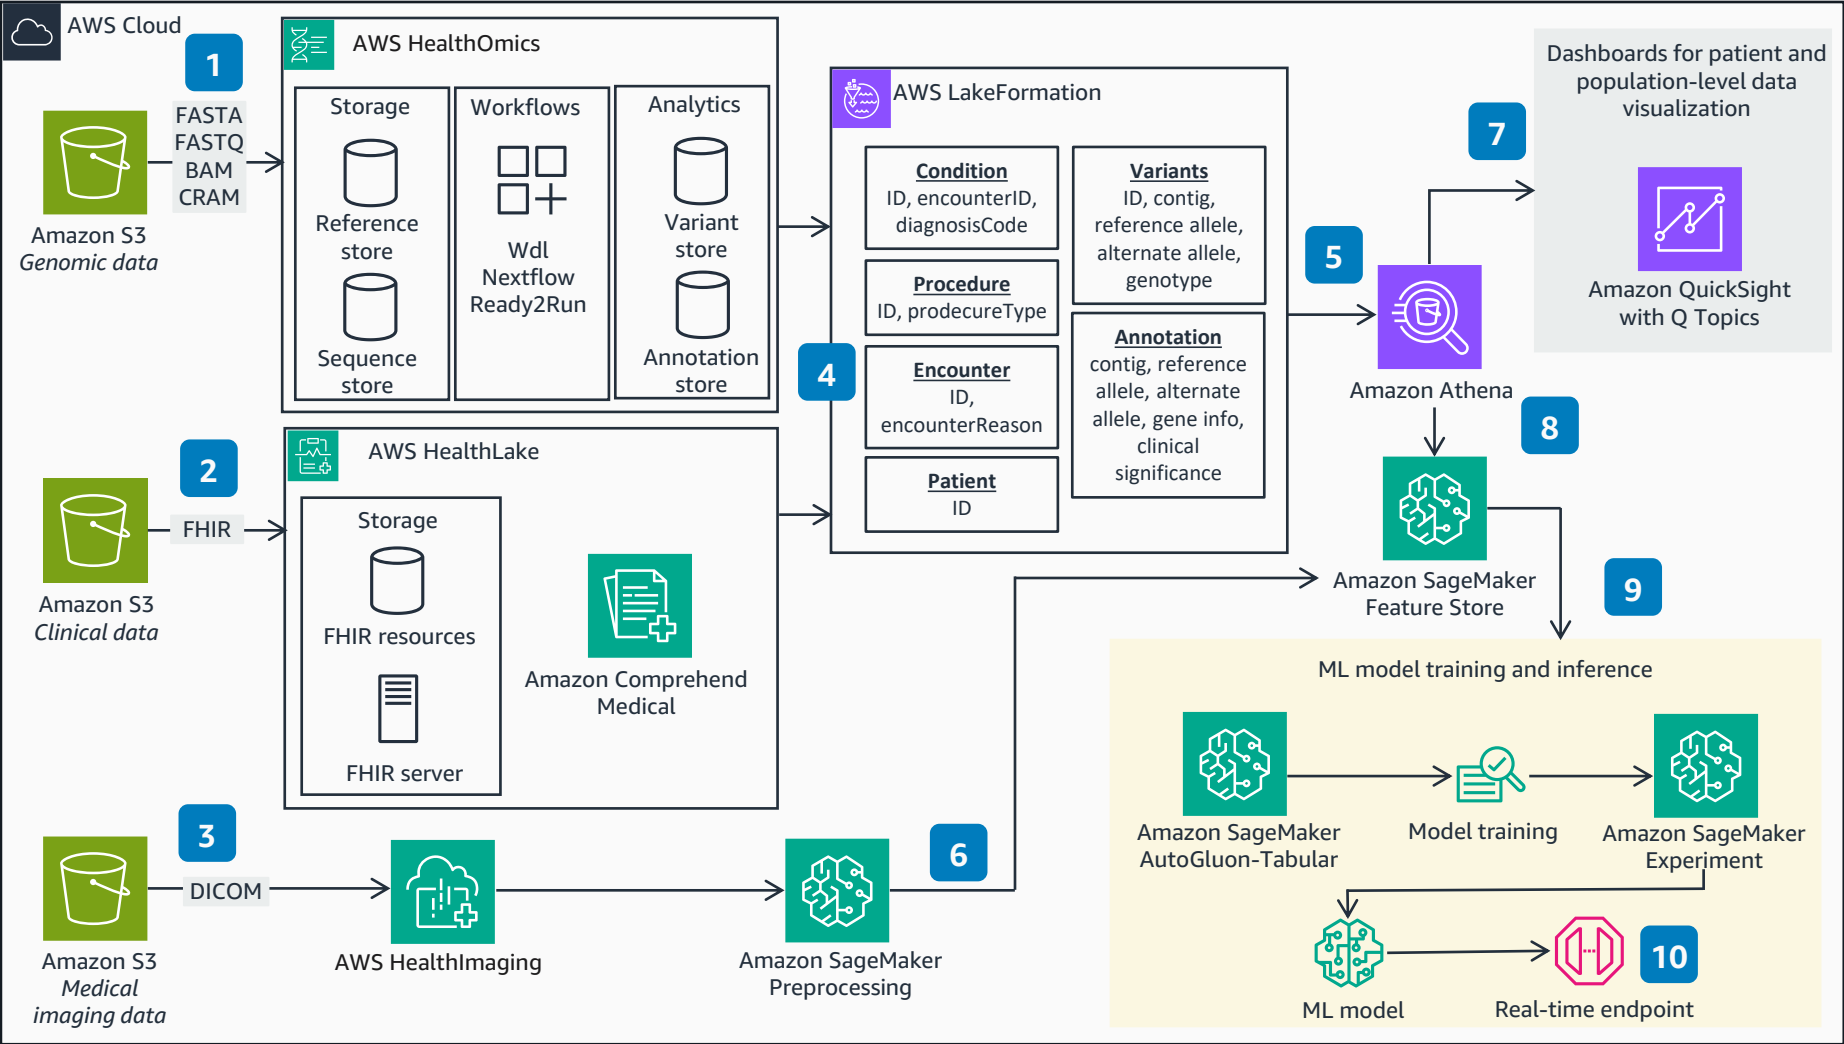 AWS Cloud
1
FASTA
FASTQ
BAM
CRAM
Amazon S3
Genomic data
AWS HealthOmics
Storage
Reference
store
Sequence
store
Workflows
Wdl
Nextflow
Ready2Run
Analytics
Variant
store
Annotation
store
2
FHIR
Amazon S3
Clinical data
AWS HealthLake
Storage
FHIR resources
FHIR server
Amazon Comprehend
Medical
3
DICOM
Amazon S3
Medical
imaging data
AWS HealthImaging
Amazon SageMaker
Preprocessing
6
4
AWS LakeFormation
Condition
ID, encounterID,
diagnosisCode
Procedure
ID, prodecureType
Encounter
ID,
encounterReason
Patient
ID
Variants
ID, contig,
reference allele,
alternate allele,
genotype
Annotation
contig, reference
allele, alternate
allele, gene info,
clinical
significance
5
Amazon Athena
7
Dashboards for patient and
population-level data
visualization
Amazon QuickSight
with Q Topics
8
Amazon SageMaker
Feature Store
9
ML model training and inference
Amazon SageMaker
AutoGluon-Tabular
Model training
Amazon SageMaker
Experiment
ML model
10
Real-time endpoint